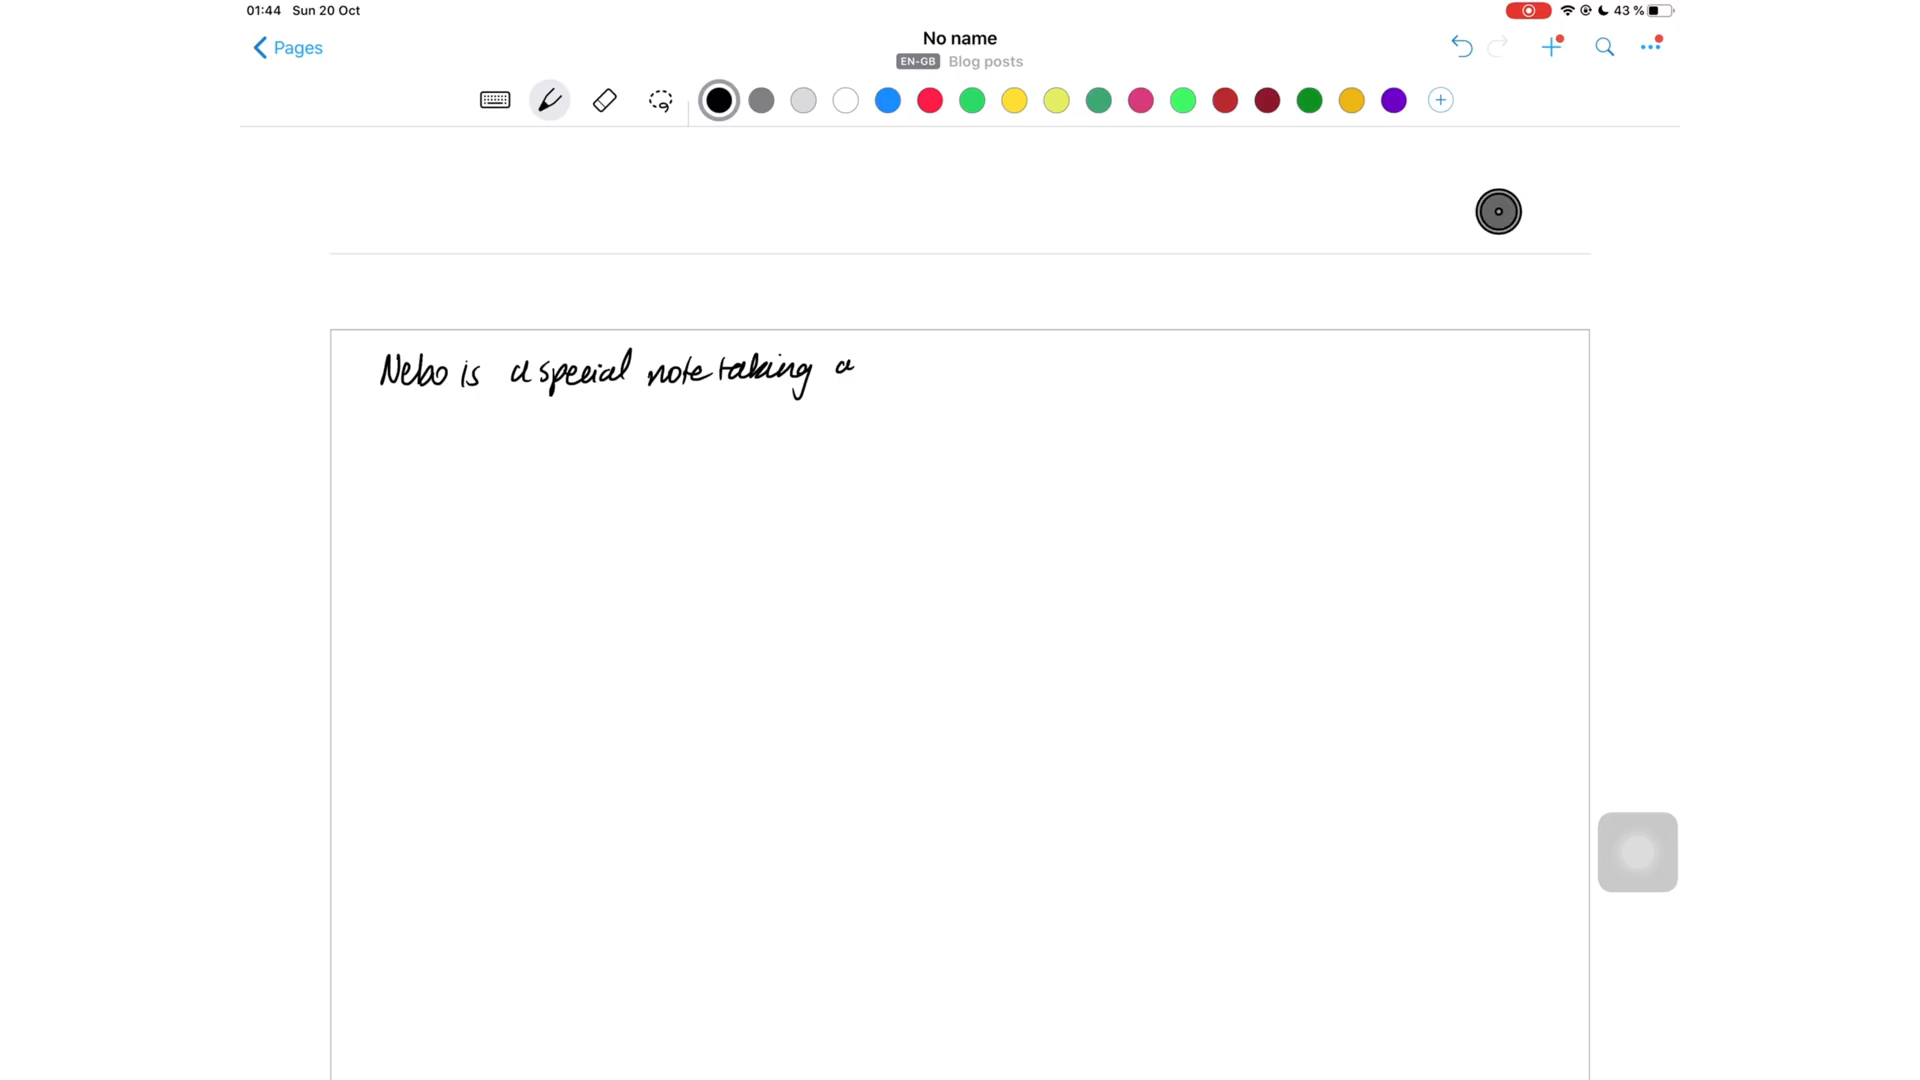 01:44 Sun 20 Oct
43 %
Pages
No name
EN-GB Blog posts
Nebo is a special note taking a